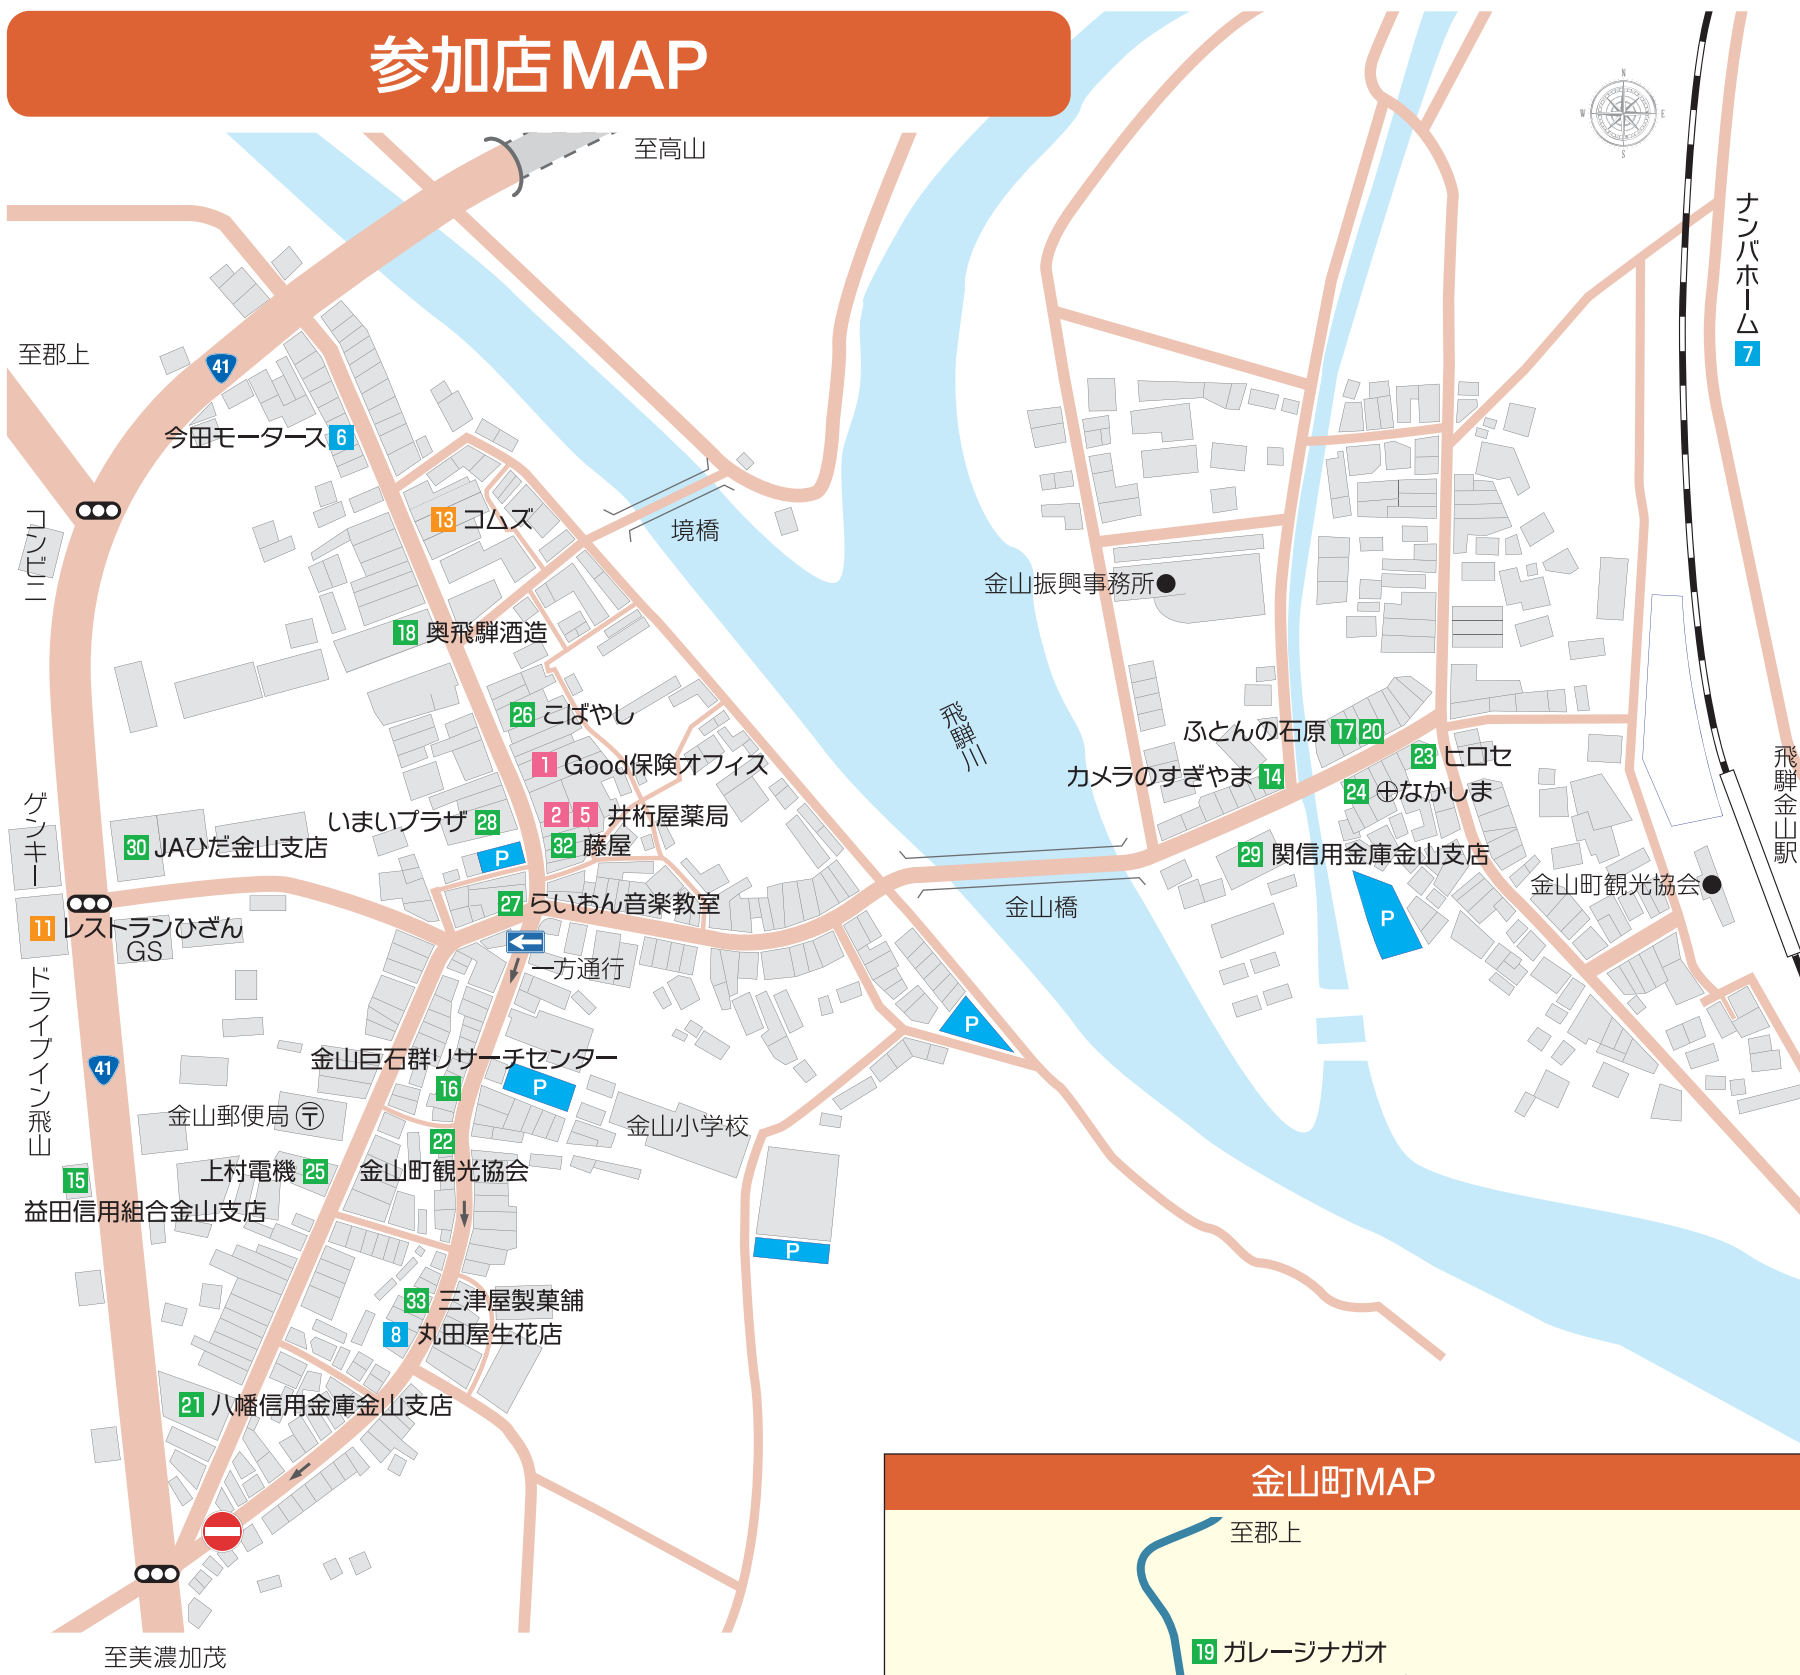 参加店MAP
至高山
N
W
E
S
ナンバホーム
7
至郡上
41
今田モータース 6
コンビニ
13 コムズ
境橋
金山振興事務所
18 奥飛騨酒造
26 こばやし
飛騨川
ふとんの石原 17 20
23 ヒロセ
カメラのすぎやま 14
24 ⊕なかしま
飛騨金山駅
1 Good保険オフィス
ゲンキー
いまいプラザ 28
2 5 井桁屋薬局
30 JAひだ金山支店
32 藤屋
P
29 関信用金庫金山支店
金山町観光協会
27 らいおん音楽教室
金山橋
P
11 レストランひざん
GS
一方通行
ドライブイン飛山
P
41
金山巨石群リサーチセンター
16
P
金山郵便局 〒
22
金山小学校
上村電機 25
金山町観光協会
15
益田信用組合金山支店
P
33 三津屋製菓舗
8 丸田屋生花店
21 八幡信用金庫金山支店
金山町MAP
至郡上
19 ガレージナガオ
至美濃加茂